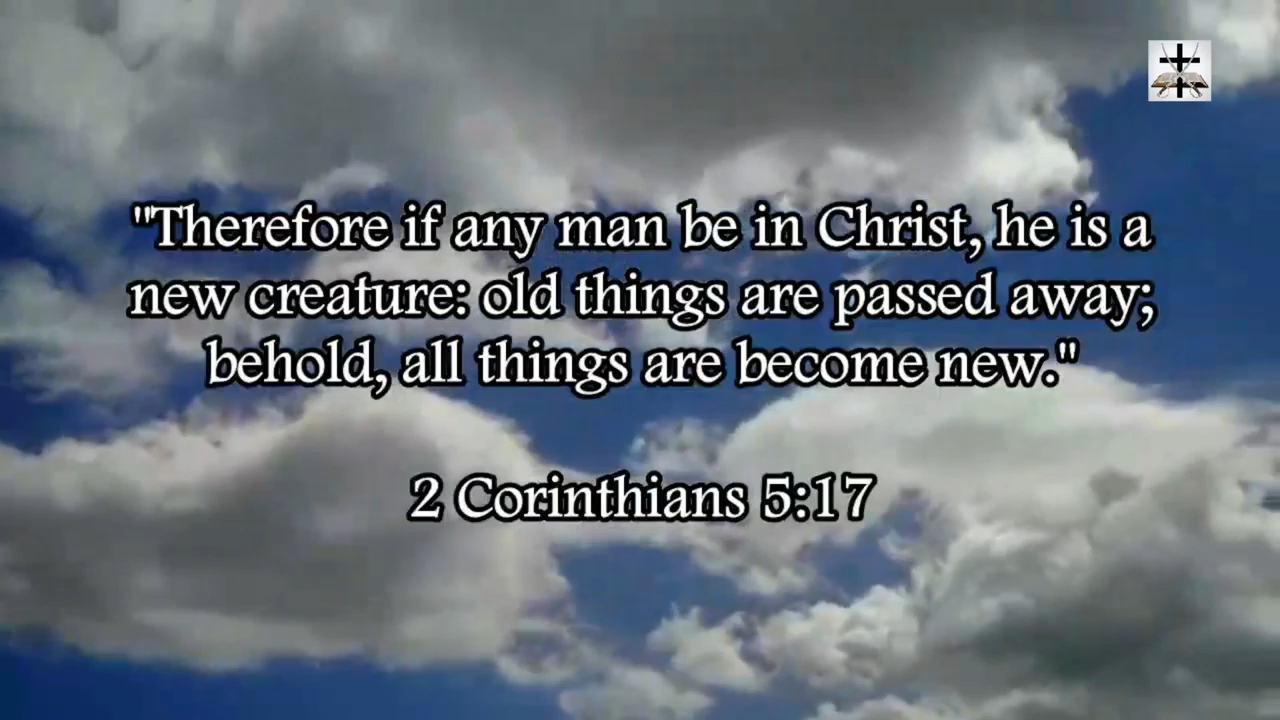 "Therefore if any man be in Christ, he is a
new creature: old things are passed away;
behold, all things are become new."
2 Corinthians 5:17